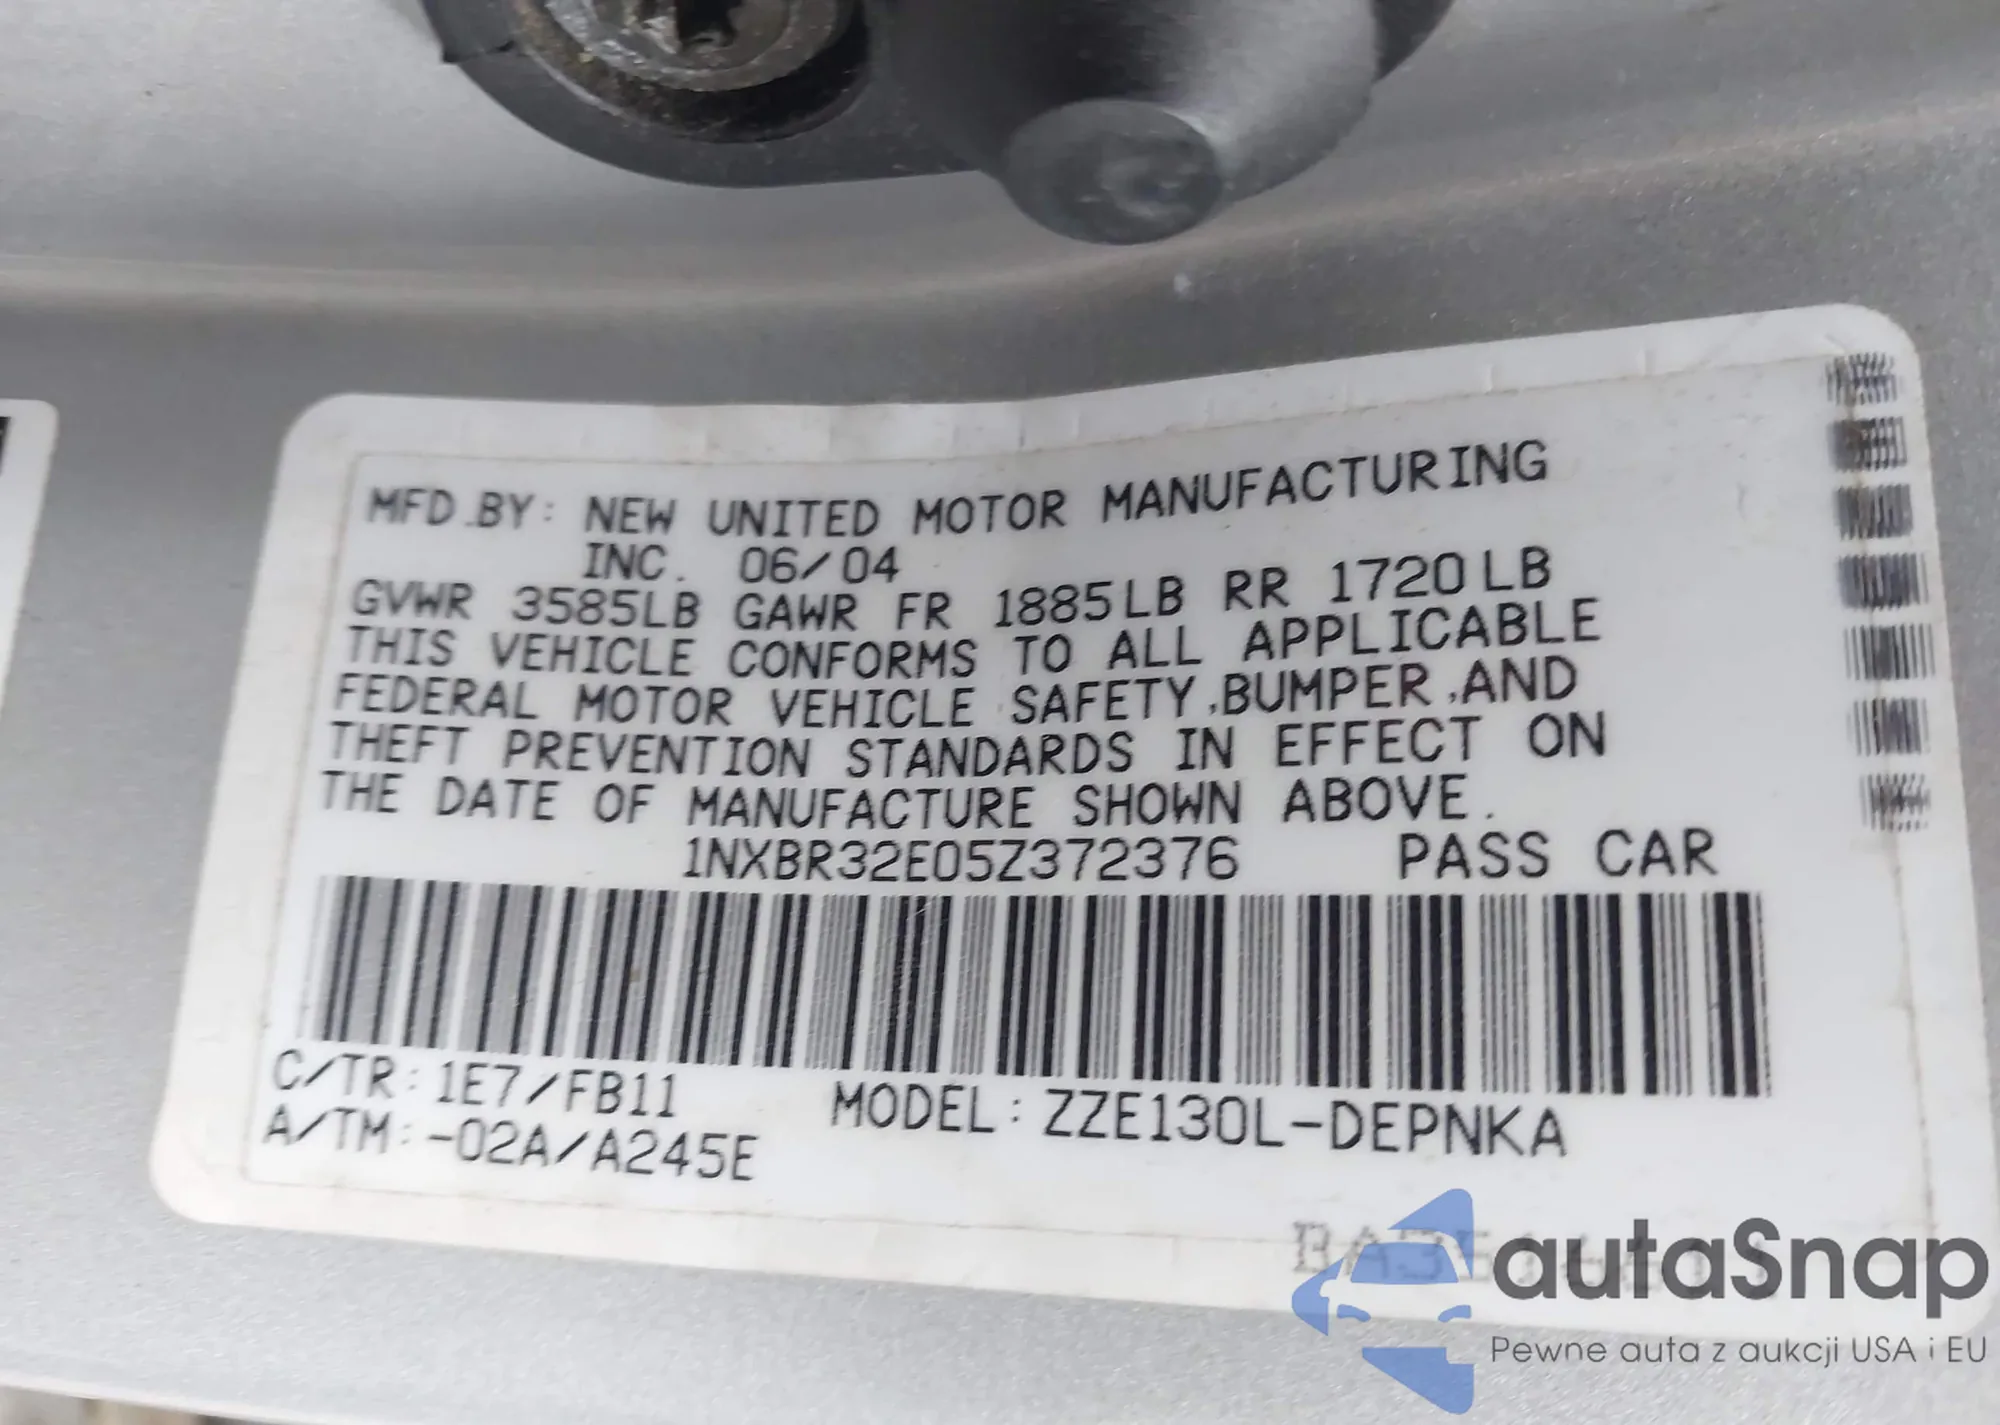 MFD.BY: NEW UNITED MOTOR MANUFACTURING
INC. 06/04
GVWR 3585LB GAWR FR 1885LB RR 1720LB
THIS VEHICLE CONFORMS TO ALL APPLICABLE
FEDERAL MOTOR VEHICLE SAFETY,BUMPER,AND
THEFT PREVENTION STANDARDS IN EFFECT ON
THE DATE OF MANUFACTURE SHOWN ABOVE.
1NXBR32E05Z372376 PASS CAR
C/TR: 1E7/FB11 MODEL: ZZE130L-DEPNKA
A/TM: -02A/A245E
autaSnap
Pewne auta z aukcji USA i EU